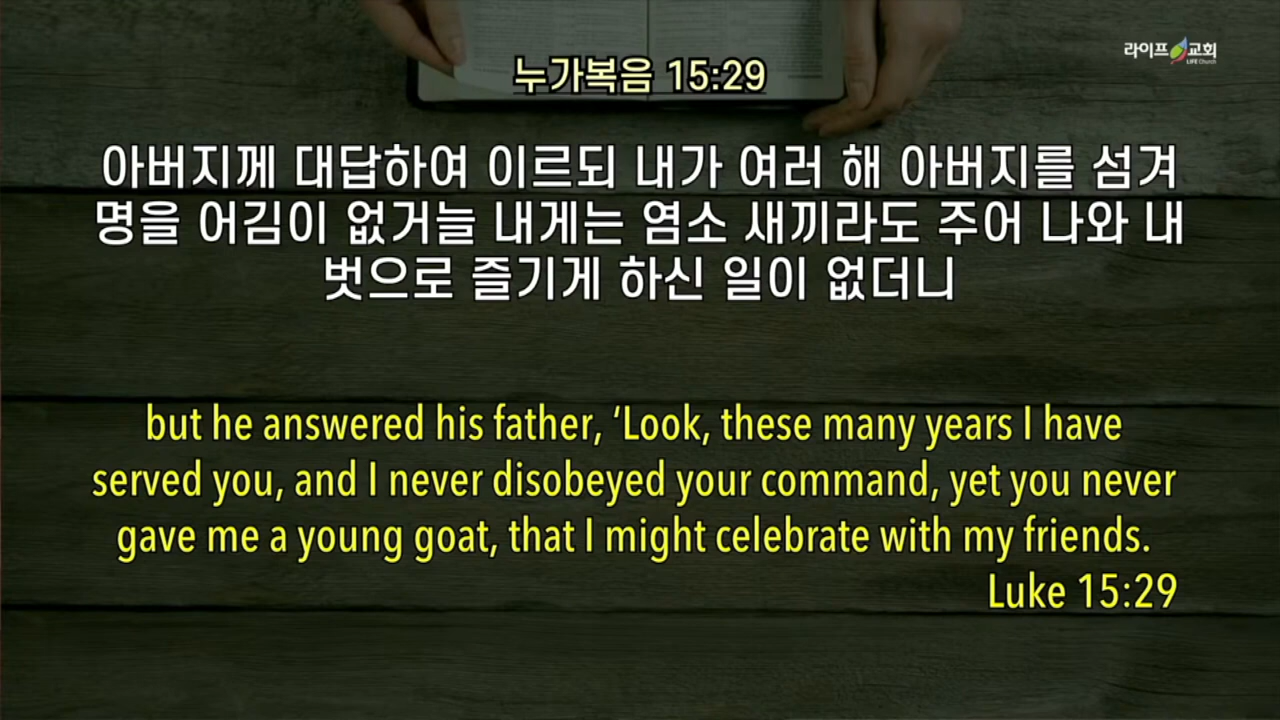 라이프 교회
LIFE Church
누가복음 15:29
아버지께 대답하여 이르되 내가 여러 해 아버지를 섬겨
명을 어김이 없거늘 내게는 염소 새끼라도 주어 나와 내
벗으로 즐기게 하신 일이 없더니
but he answered his father, ‘Look, these many years I have
served you, and I never disobeyed your command, yet you never
gave me a young goat, that I might celebrate with my friends.
Luke 15:29